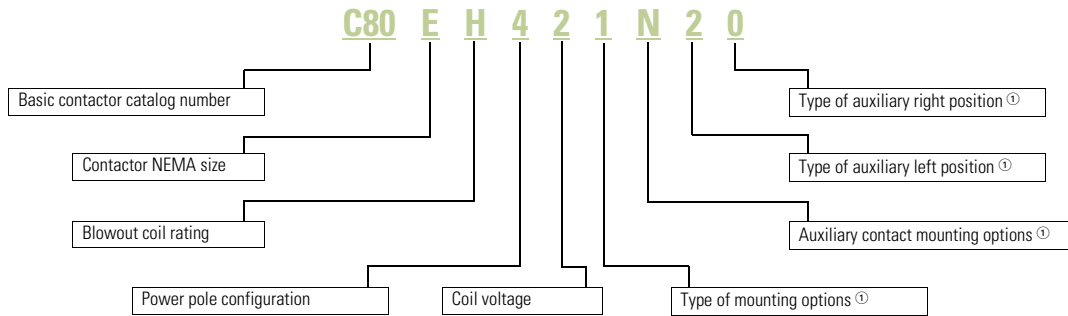 C80 E H 4 2 1 N 2 0
Basic contactor catalog number
Type of auxiliary right position ①
Contactor NEMA size
Type of auxiliary left position ①
Blowout coil rating
Auxiliary contact mounting options ①
Power pole configuration
Coil voltage
Type of mounting options ①